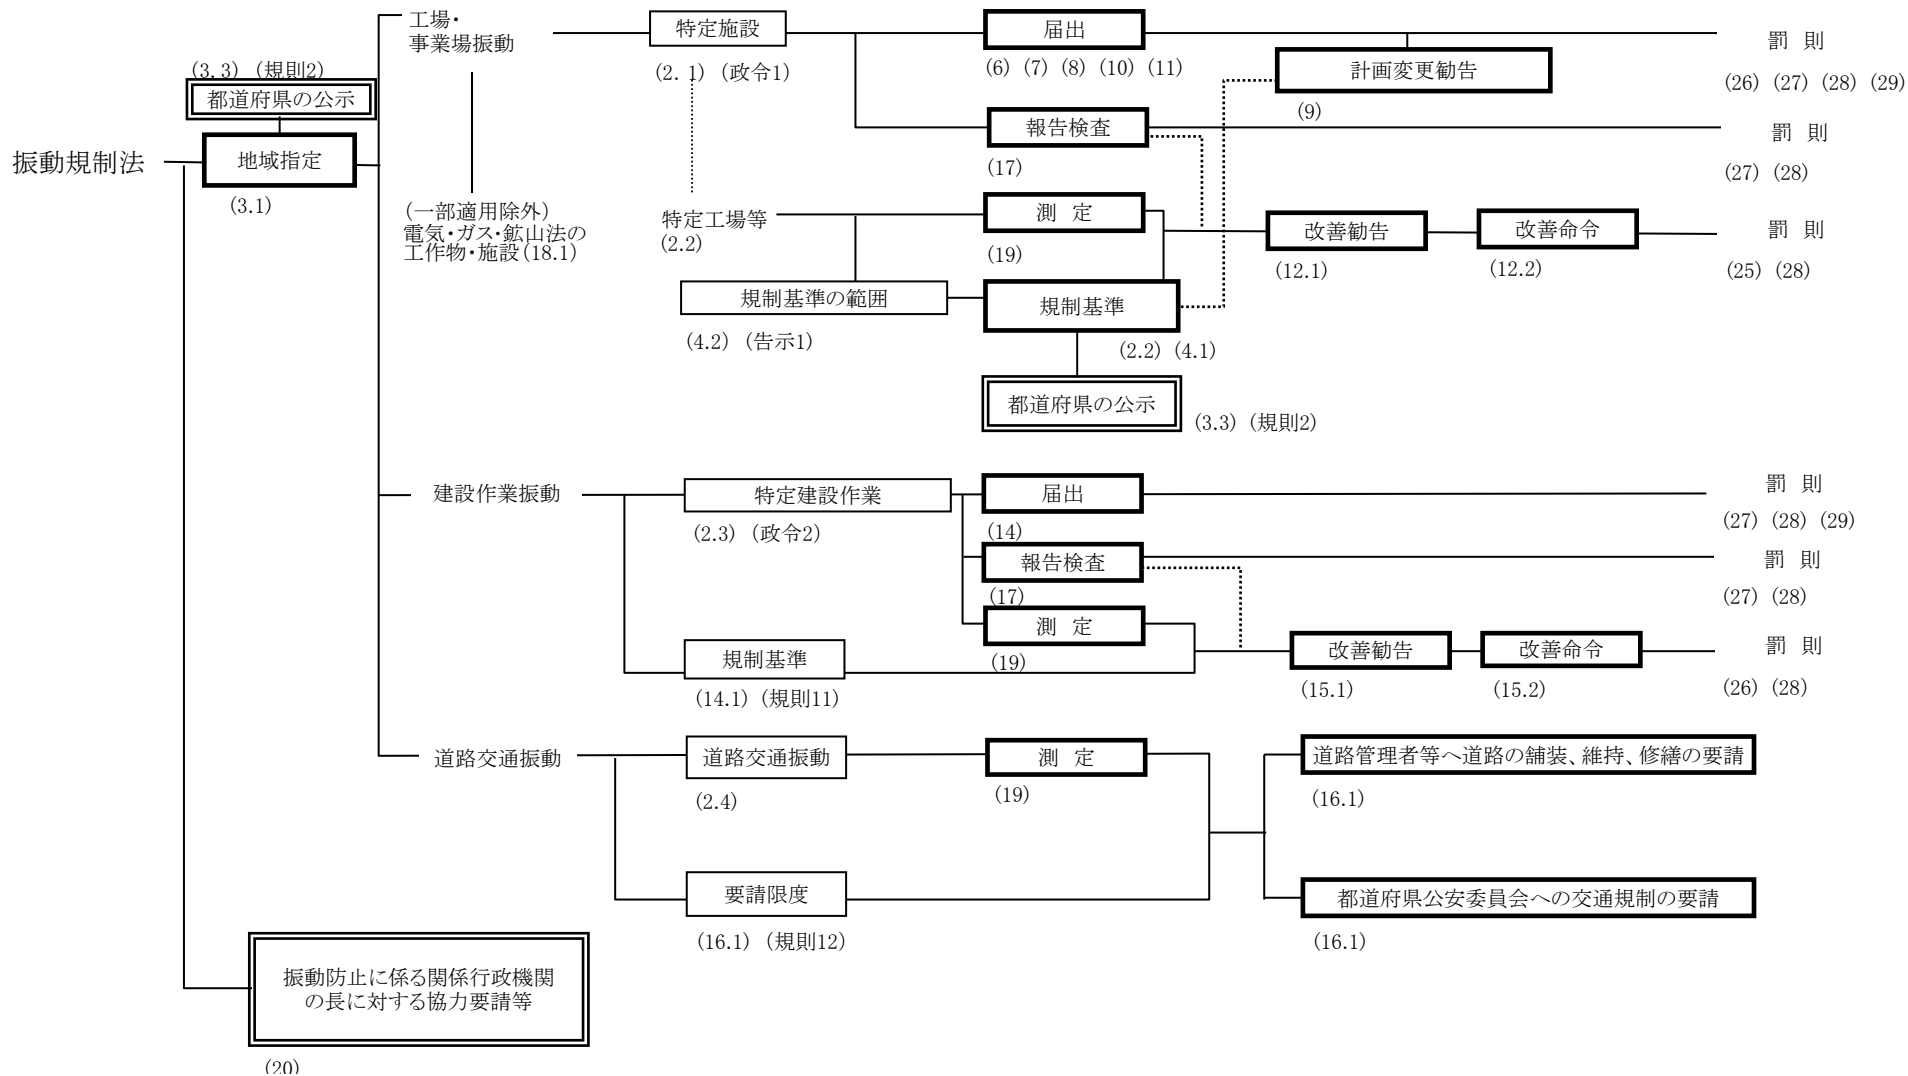 振動規制法
(3.3) (規則2)
都道府県の公示
地域指定
(3.1)
工場・
事業場振動
(一部適用除外)
電気・ガス・鉱山法の
工作物・施設(18.1)
特定施設
(2. 1) (政令1)
届出
(6) (7) (8) (10) (11)
計画変更勧告
(9)
罰 則
(26) (27) (28) (29)
報告検査
(17)
罰 則
(27) (28)
特定工場等
(2.2)
測 定
(19)
改善勧告
(12.1)
改善命令
(12.2)
罰 則
(25) (28)
規制基準の範囲
(4.2) (告示1)
規制基準
(2.2) (4.1)
都道府県の公示
(3.3) (規則2)
建設作業振動
特定建設作業
(2.3) (政令2)
届出
(14)
罰 則
(27) (28) (29)
報告検査
(17)
罰 則
(27) (28)
測 定
(19)
規制基準
(14.1) (規則11)
改善勧告
(15.1)
改善命令
(15.2)
罰 則
(26) (28)
道路交通振動
道路交通振動
(2.4)
測 定
(19)
道路管理者等へ道路の舗装、維持、修繕の要請
(16.1)
要請限度
(16.1) (規則12)
都道府県公安委員会への交通規制の要請
(16.1)
振動防止に係る関係行政機関
の長に対する協力要請等
(20)